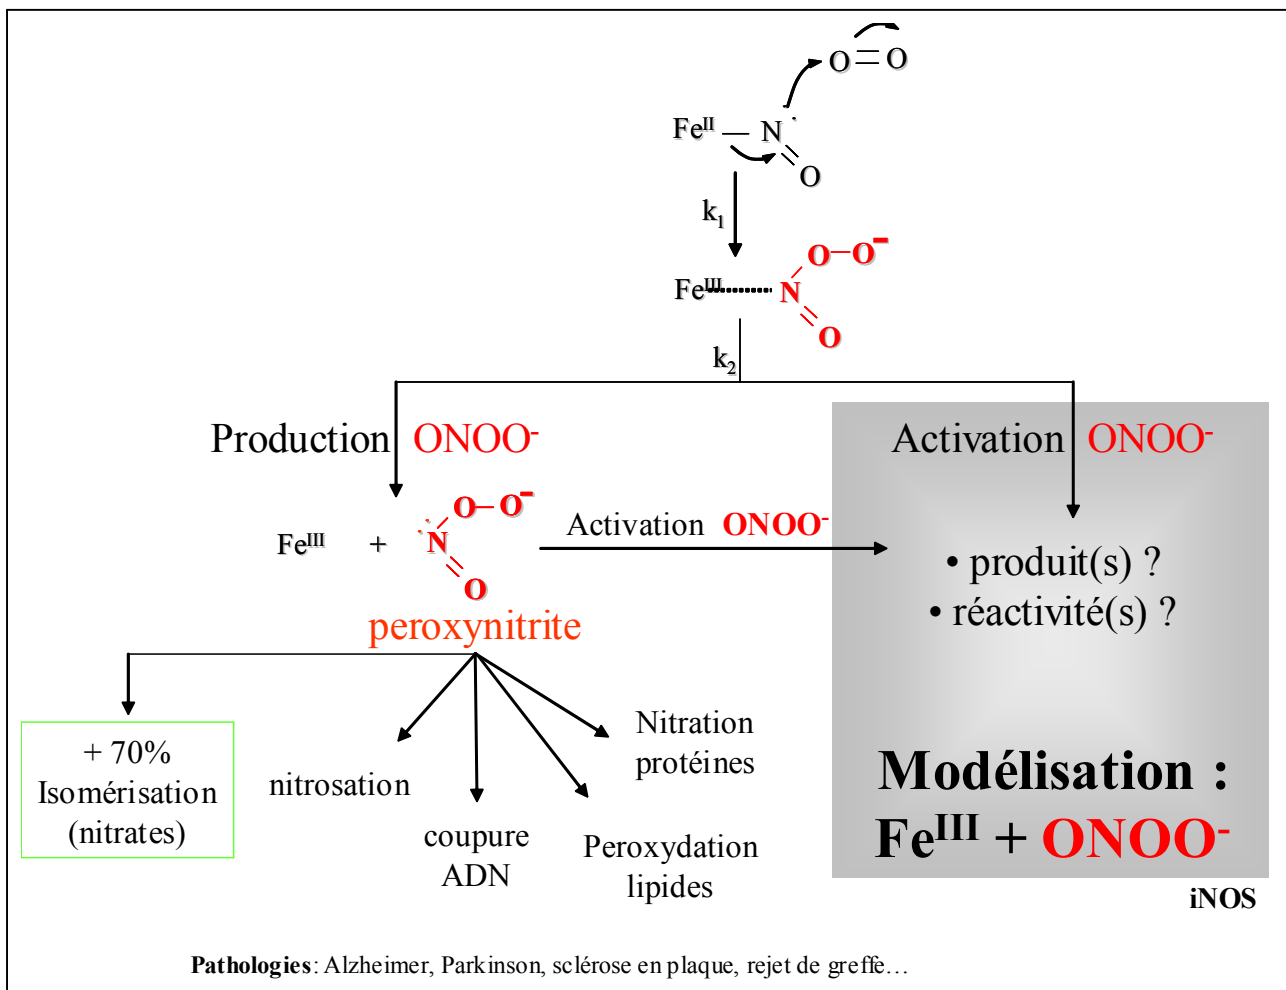 O = O
Fe^II — N
O
k1
O — O-
Fe^III N
O
k2
Production ONOO-
Activation ONOO-
O — O-
Fe^III + N
O
Activation ONOO-
• produit(s) ?
• réactivité(s) ?
peroxynitrite
+ 70%
Isomérisation
(nitrates)
nitrosation
coupure
ADN
Peroxydation
lipides
Nitration
protéines
Modélisation :
Fe^III + ONOO-
iNOS
Pathologies: Alzheimer, Parkinson, sclérose en plaque, rejet de greffe…